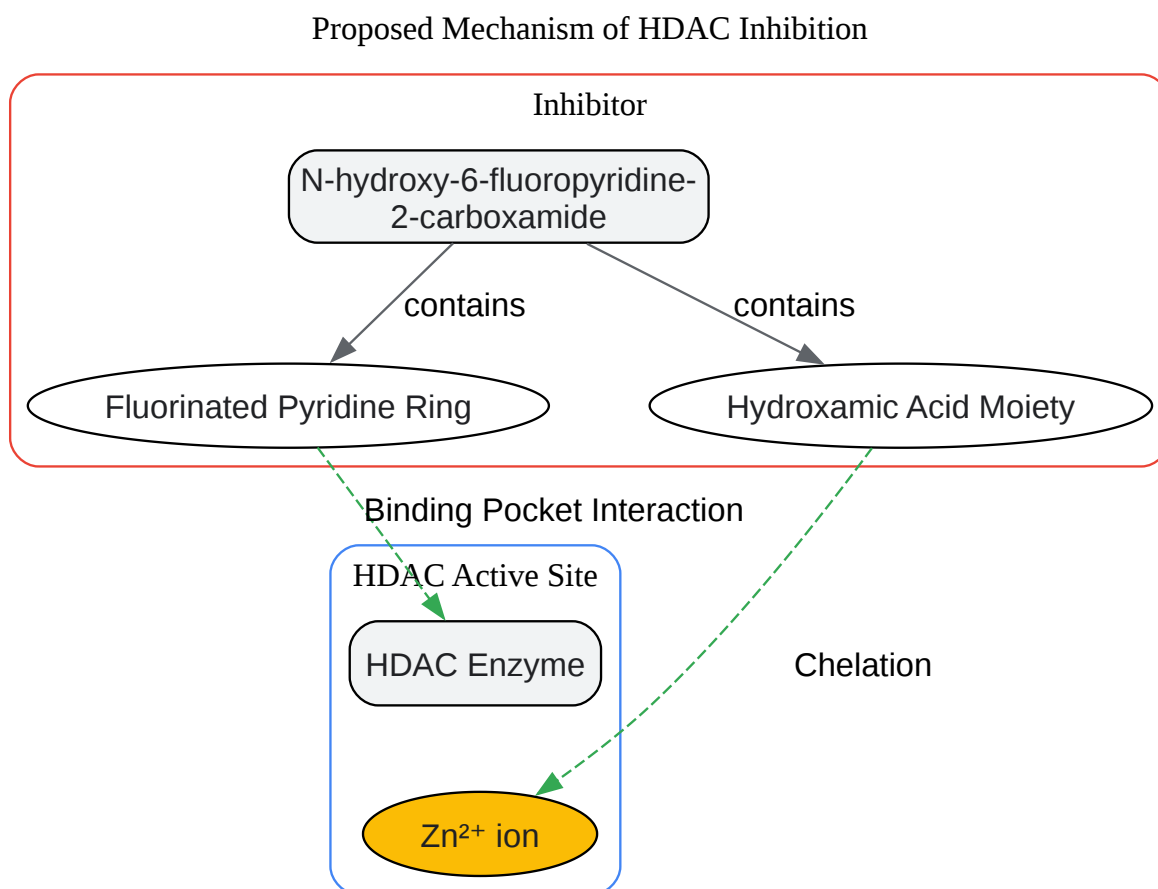 Proposed Mechanism of HDAC Inhibition
Inhibitor
N-hydroxy-6-fluoropyridine-
2-carboxamide
contains
contains
Fluorinated Pyridine Ring
Hydroxamic Acid Moiety
Binding Pocket Interaction
HDAC Active Site
HDAC Enzyme
Chelation
Zn²⁺ ion